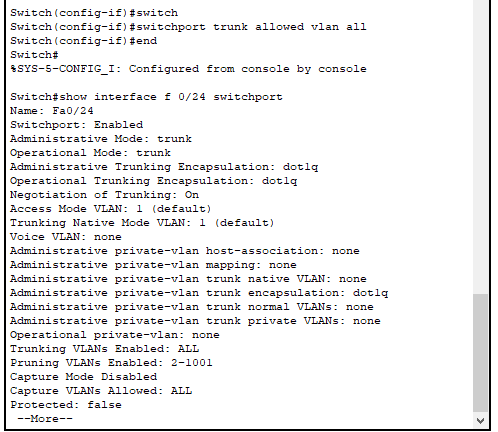 Switch(config-if)#switch
Switch(config-if)#switchport trunk allowed vlan all
Switch(config-if)#end
Switch#
%SYS-5-CONFIG_I: Configured from console by console
Switch#show interface f 0/24 switchport
Name: Fa0/24
Switchport: Enabled
Administrative Mode: trunk
Operational Mode: trunk
Administrative Trunking Encapsulation: dot1q
Operational Trunking Encapsulation: dot1q
Negotiation of Trunking: On
Access Mode VLAN: 1 (default)
Trunking Native Mode VLAN: 1 (default)
Voice VLAN: none
Administrative private-vlan host-association: none
Administrative private-vlan mapping: none
Administrative private-vlan trunk native VLAN: none
Administrative private-vlan trunk encapsulation: dot1q
Administrative private-vlan trunk normal VLANs: none
Administrative private-vlan trunk private VLANs: none
Operational private-vlan: none
Trunking VLANs Enabled: ALL
Pruning VLANs Enabled: 2-1001
Capture Mode Disabled
Capture VLANs Allowed: ALL
Protected: false
--More--